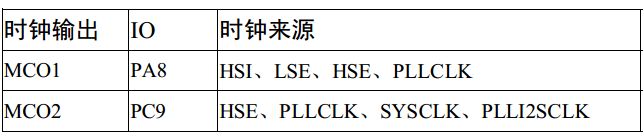 时钟输出 IO 时钟来源
MCO1 PA8 HSI、LSE、HSE、PLLCLK
MCO2 PC9 HSE、PLLCLK、SYSCLK、PLLI2SCLK